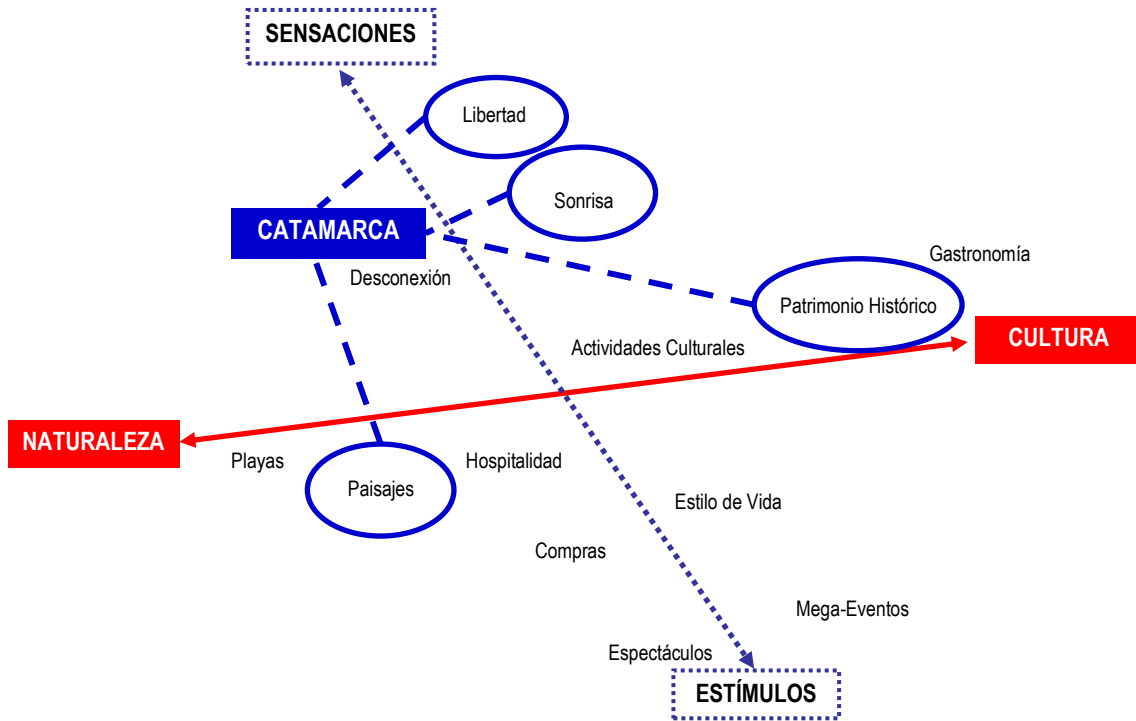 SENSACIONES
Libertad
Sonrisa
CATAMARCA
Gastronomía
Desconexión
Patrimonio Histórico
CULTURA
Actividades Culturales
NATURALEZA
Playas
Hospitalidad
Paisajes
Estilo de Vida
Compras
Mega-Eventos
Espectáculos
ESTÍMULOS